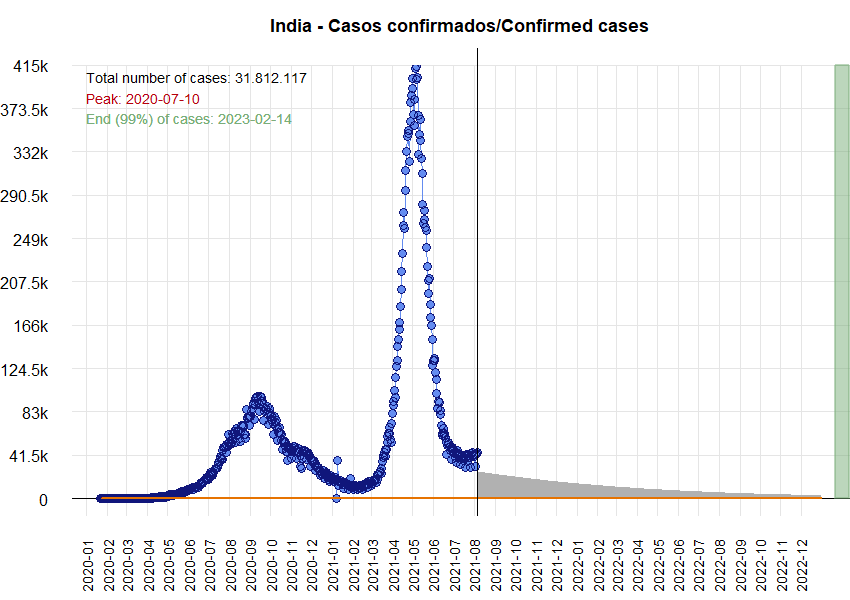 India - Casos confirmados/Confirmed cases
Total number of cases: 31.812.117
Peak: 2020-07-10
End (99%) of cases: 2023-02-14
415k
373.5k
332k
290.5k
249k
207.5k
166k
124.5k
83k
41.5k
0
2020-01
2020-02
2020-03
2020-04
2020-05
2020-06
2020-07
2020-08
2020-09
2020-10
2020-11
2020-12
2021-01
2021-02
2021-03
2021-04
2021-05
2021-06
2021-07
2021-08
2021-09
2021-10
2021-11
2021-12
2022-01
2022-02
2022-03
2022-04
2022-05
2022-06
2022-07
2022-08
2022-09
2022-10
2022-11
2022-12